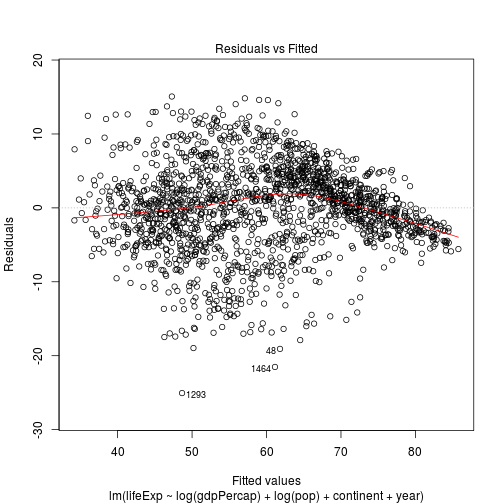 Residuals vs Fitted
20
10
0
-10
-20
-30
Residuals
48
1464
1293
40 50 60 70 80
Fitted values
lm(lifeExp ~ log(gdpPercap) + log(pop) + continent + year)